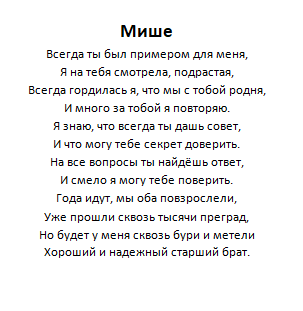 Мише
Всегда ты был примером для меня,
Я на тебя смотрела, подрастая,
Всегда гордилась я, что мы с тобой родня,
И много за тобой я повторяю.
Я знаю, что всегда ты дашь совет,
И что могу тебе секрет доверить.
На все вопросы ты найдёшь ответ,
И смело я могу тебе поверить.
Года идут, мы оба повзрослели,
Уже прошли сквозь тысячи преград,
Но будет у меня сквозь бури и метели
Хороший и надежный старший брат.